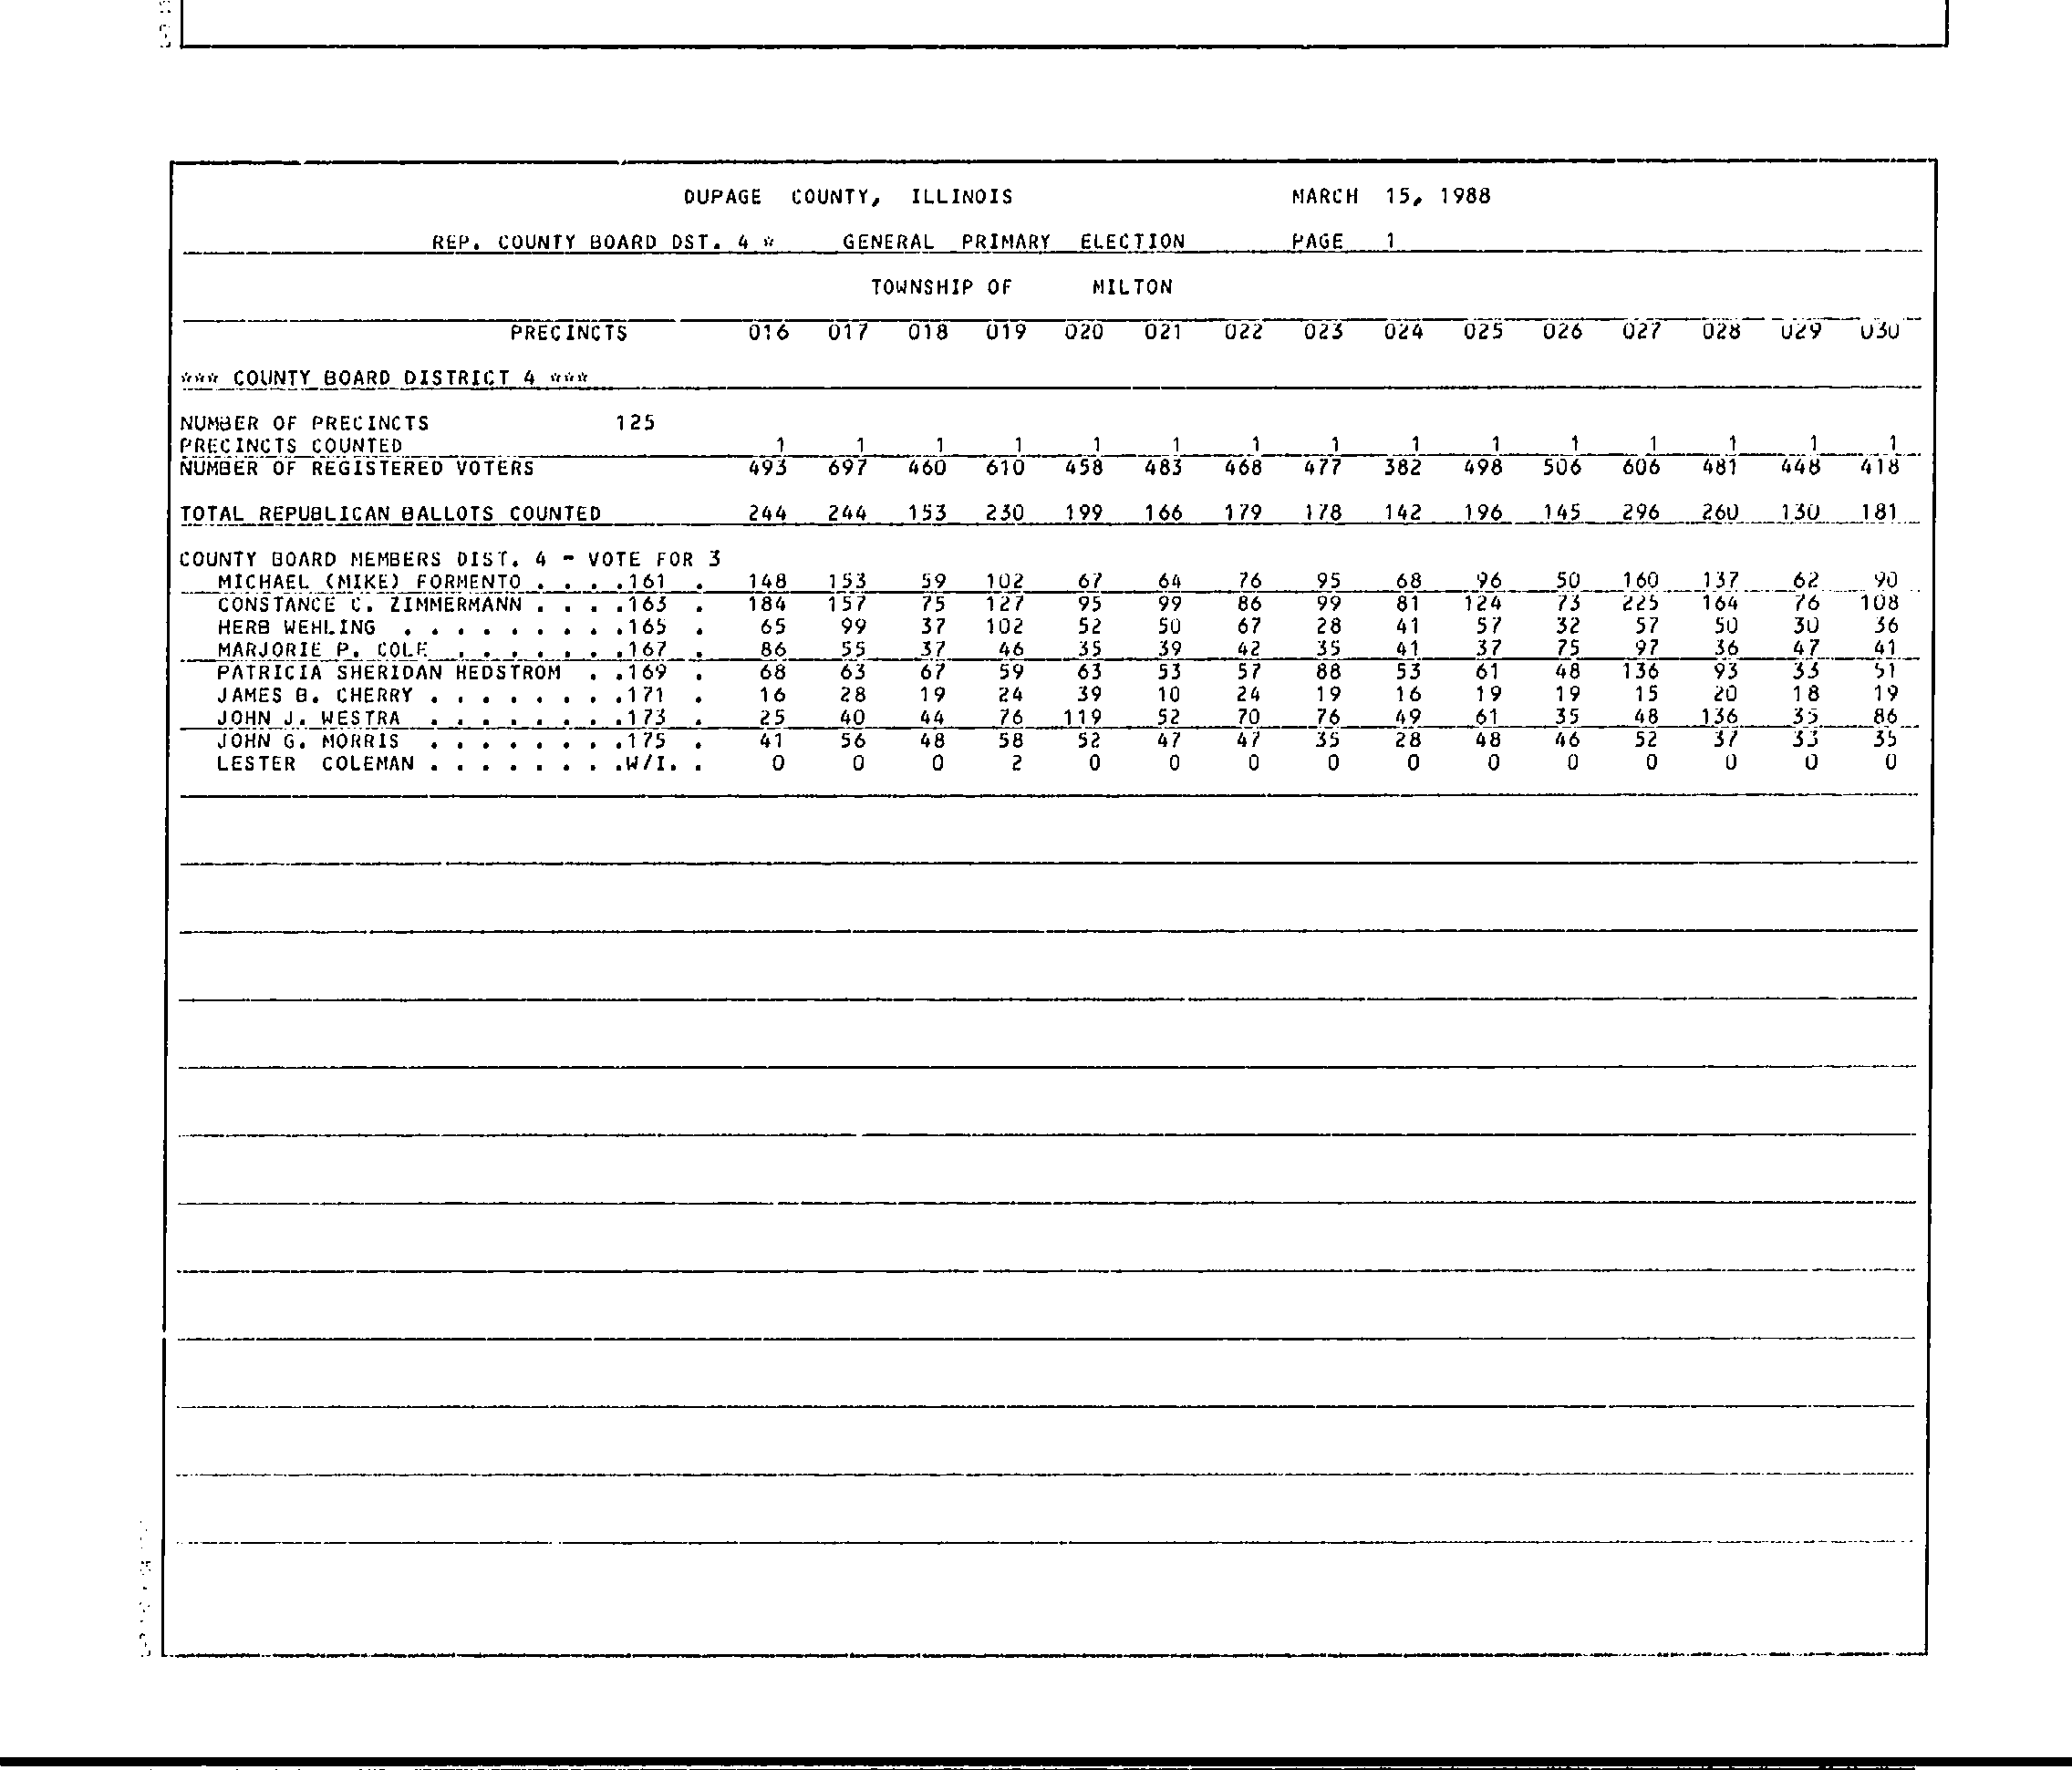 DUPAGE COUNTY, ILLINOIS MARCH 15, 1988
REP. COUNTY BOARD DST. 4 * GENERAL PRIMARY ELECTION PAGE 1
TOWNSHIP OF MILTON
PRECINCTS 016 017 018 019 020 021 022 023 024 025 026 027 028 029 030
*** COUNTY BOARD DISTRICT 4 ***
NUMBER OF PRECINCTS 125
PRECINCTS COUNTED 1 1 1 1 1 1 1 1 1 1 1 1 1 1 1
NUMBER OF REGISTERED VOTERS 493 697 460 610 458 483 468 477 382 498 506 606 481 448 418
TOTAL REPUBLICAN BALLOTS COUNTED 244 244 153 230 199 166 179 178 142 196 145 296 260 130 181
COUNTY BOARD MEMBERS DIST. 4 - VOTE FOR 3
MICHAEL (MIKE) FORMENTO . . . .161 . 148 153 59 102 67 64 76 95 68 96 50 160 137 62 90
CONSTANCE C. ZIMMERMANN . . . .163 . 184 157 75 127 95 99 86 99 81 124 73 225 164 76 108
HERB WEHLING . . . . . . . . .165 . 65 99 37 102 52 50 67 28 41 57 32 57 50 30 36
MARJORIE P. COLE . . . . . . .167 . 86 55 37 46 35 39 42 35 41 37 75 97 36 47 41
PATRICIA SHERIDAN HEDSTROM . .169 . 68 63 67 59 63 53 57 88 53 61 48 136 93 33 51
JAMES B. CHERRY . . . . . . . .171 . 16 28 19 24 39 10 24 19 16 19 19 15 20 18 19
JOHN J. WESTRA . . . . . . . .173 . 25 40 44 76 119 52 70 76 49 61 35 48 136 35 86
JOHN G. MORRIS . . . . . . . .175 . 41 56 48 58 52 47 47 35 28 48 46 52 37 33 35
LESTER COLEMAN . . . . . . . .W/I. . 0 0 0 2 0 0 0 0 0 0 0 0 0 0 0